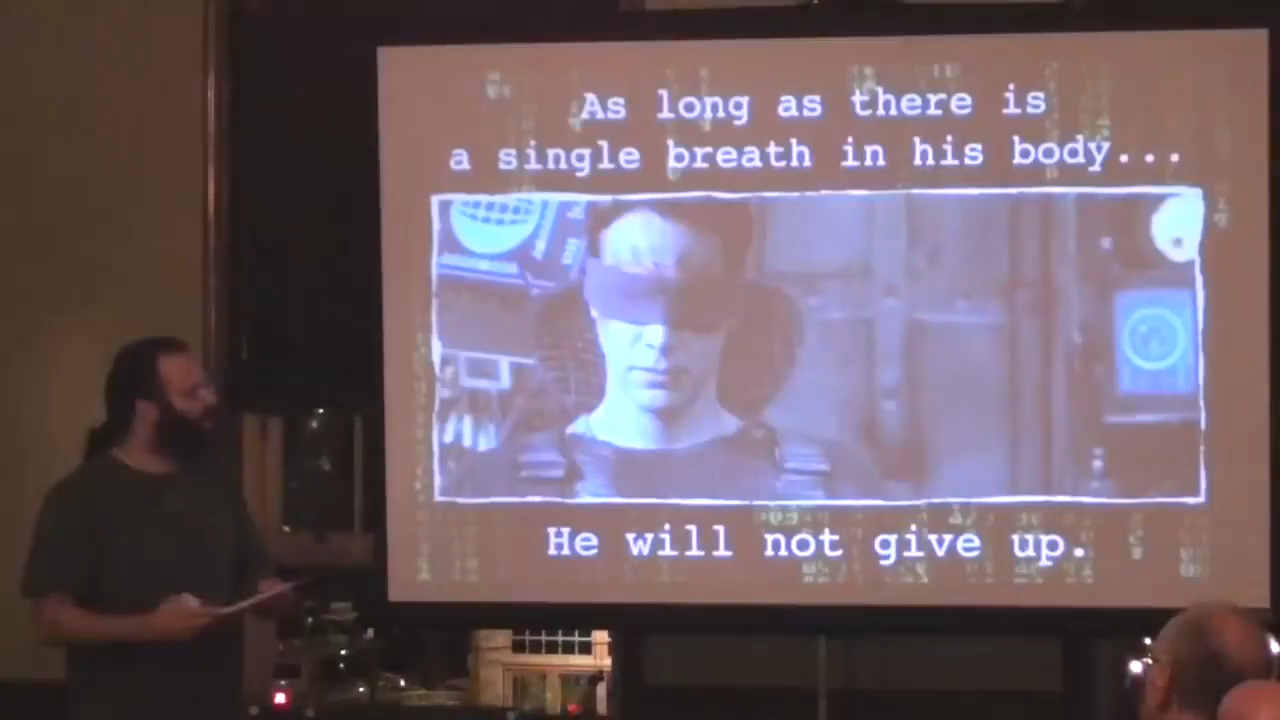 As long as there is
a single breath in his body...
He will not give up.